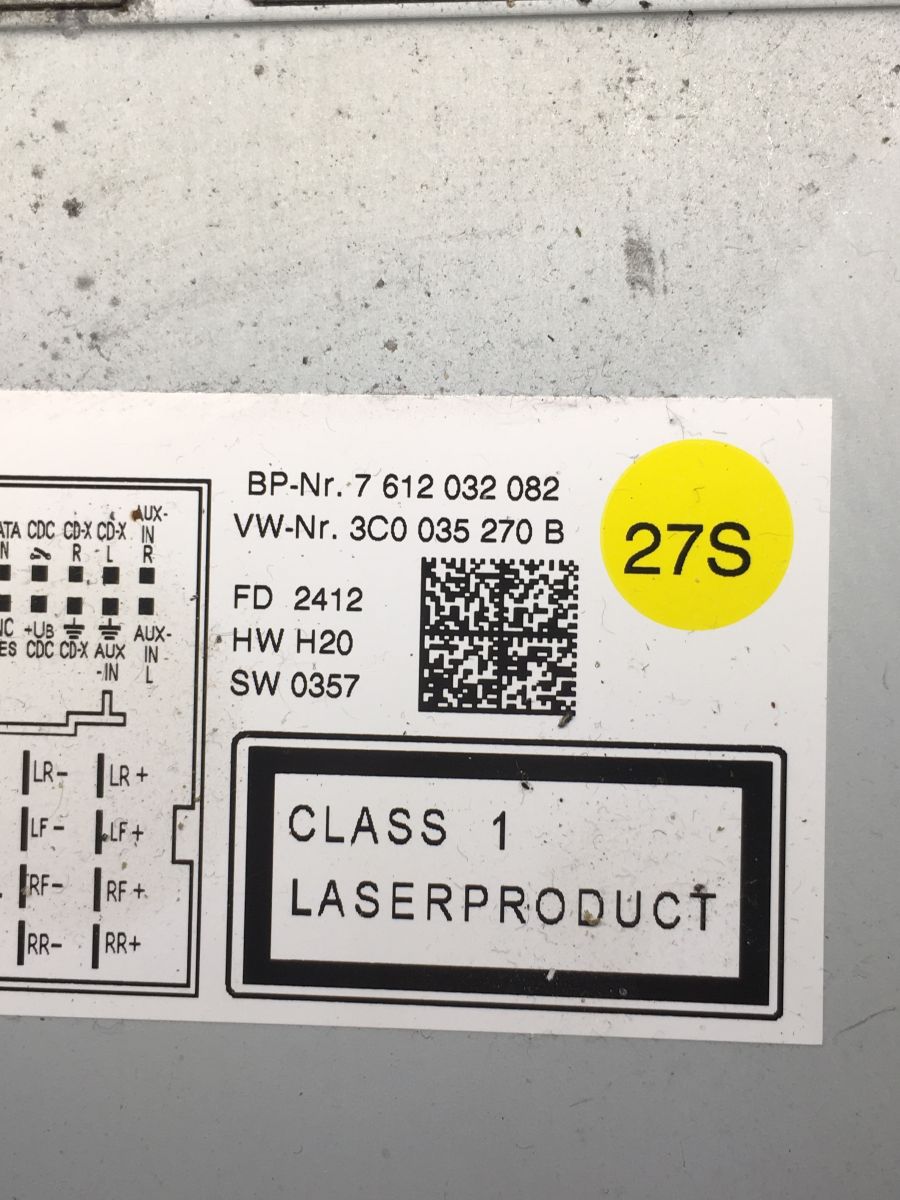 BP-Nr. 7 612 032 082
VW-Nr. 3C0 035 270 B
27S
FD 2412
HW H20
SW 0357
ATA CDC CD-X CD-X AUX-
N R L IN
R
+UB AUX-
ES CDC CD-X AUX IN
-IN L
LR- LR+
LF- LF+
RF- RF+
RR- RR+
CLASS 1
LASERPRODUCT